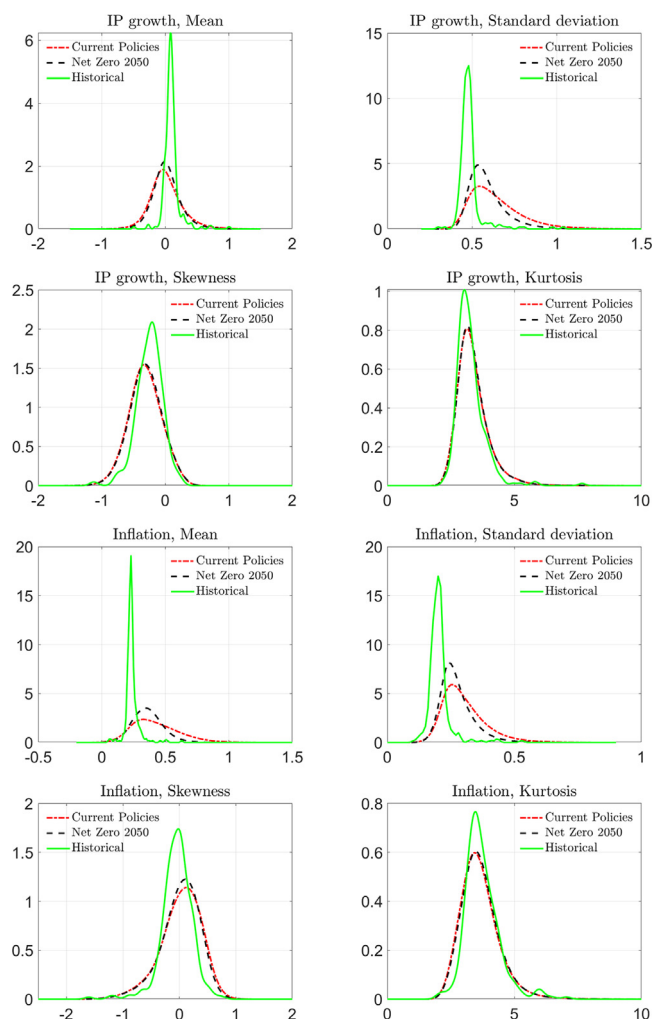 IP growth, Mean
Current Policies
Net Zero 2050
Historical
6
4
2
0
-2 -1 0 1 2
IP growth, Standard deviation
Current Policies
Net Zero 2050
Historical
15
10
5
0
0 0.5 1 1.5
IP growth, Skewness
Current Policies
Net Zero 2050
Historical
2.5
2
1.5
1
0.5
0
-2 -1 0 1 2
IP growth, Kurtosis
Current Policies
Net Zero 2050
Historical
1
0.8
0.6
0.4
0.2
0
0 5 10
Inflation, Mean
Current Policies
Net Zero 2050
Historical
20
15
10
5
0
-0.5 0 0.5 1 1.5
Inflation, Standard deviation
Current Policies
Net Zero 2050
Historical
20
15
10
5
0
0 0.5 1
Inflation, Skewness
Current Policies
Net Zero 2050
Historical
2
1.5
1
0.5
0
-2 -1 0 1 2
Inflation, Kurtosis
Current Policies
Net Zero 2050
Historical
0.8
0.6
0.4
0.2
0
0 5 10